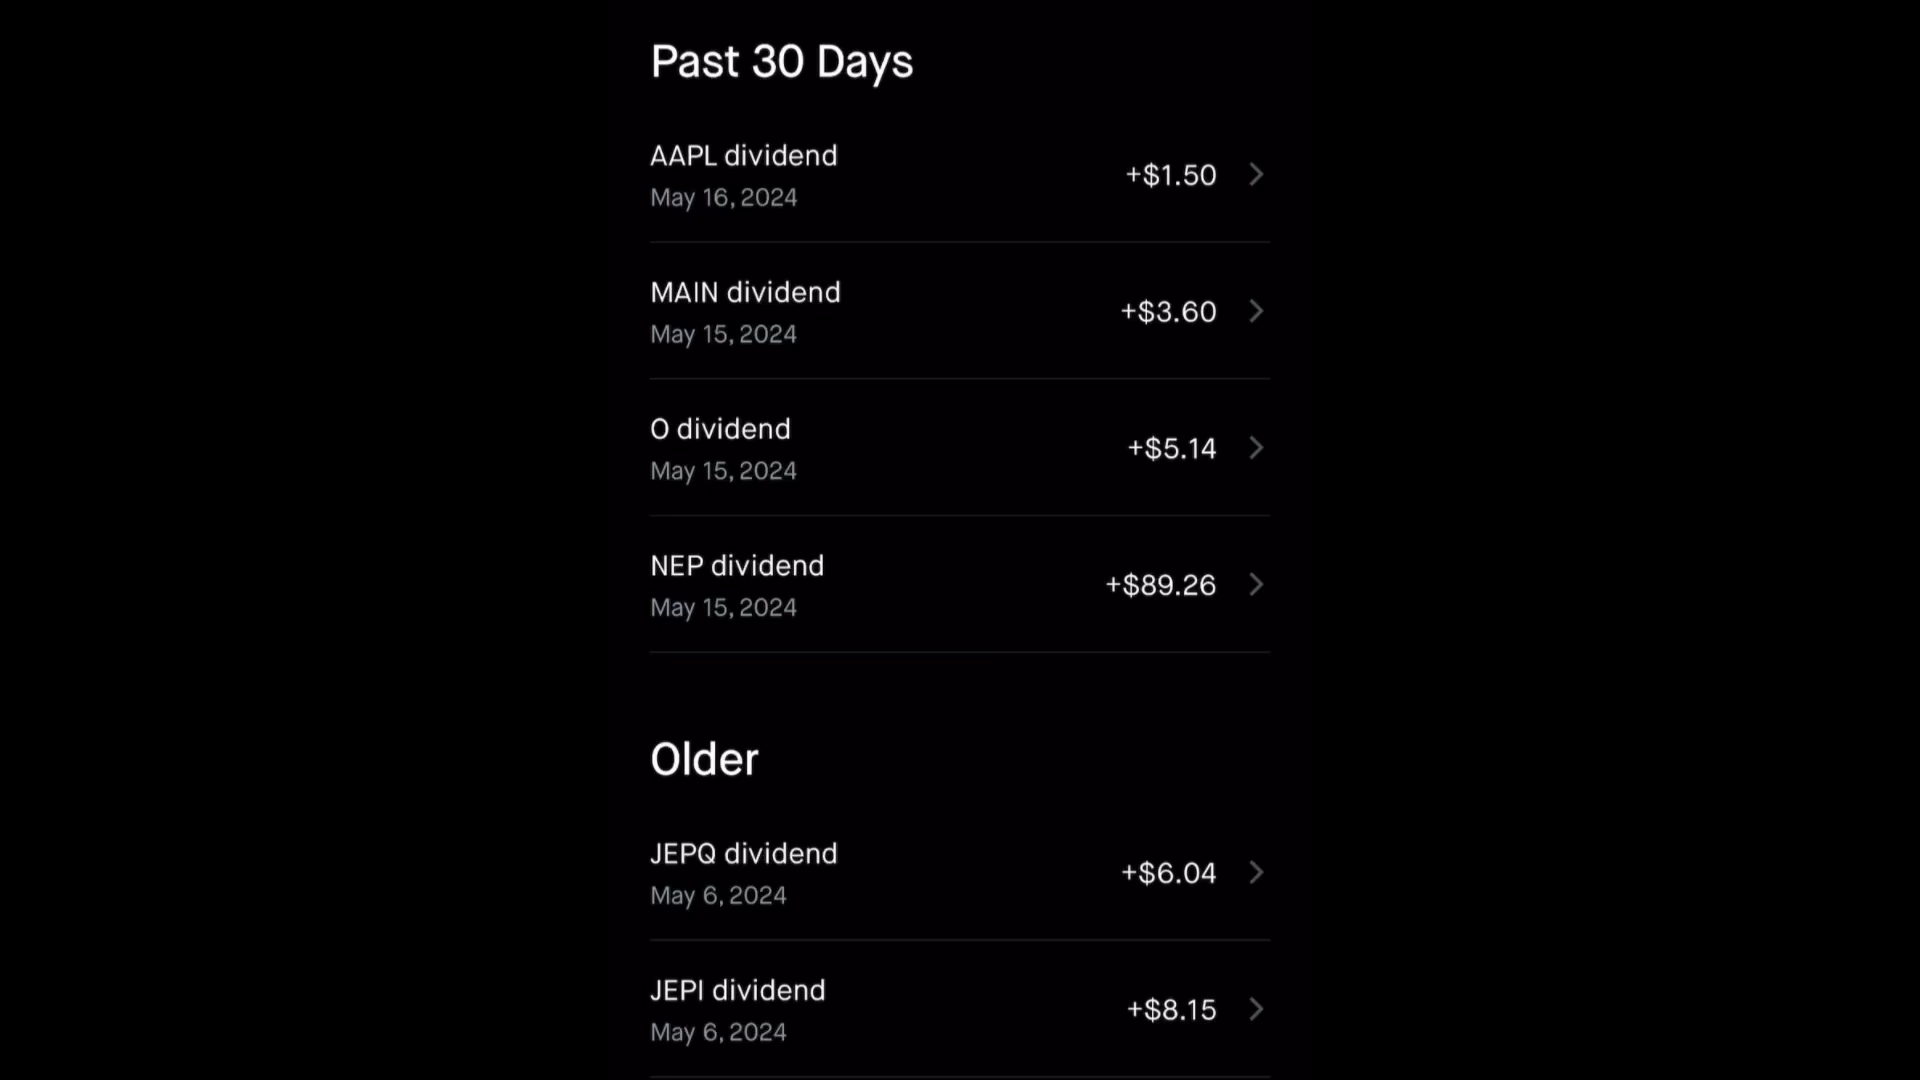 Past 30 Days
AAPL dividend
+$1.50
May 16, 2024
MAIN dividend
+$3.60
May 15, 2024
O dividend
+$5.14
May 15, 2024
NEP dividend
+$89.26
May 15, 2024
Older
JEPQ dividend
+$6.04
May 6, 2024
JEPI dividend
+$8.15
May 6, 2024